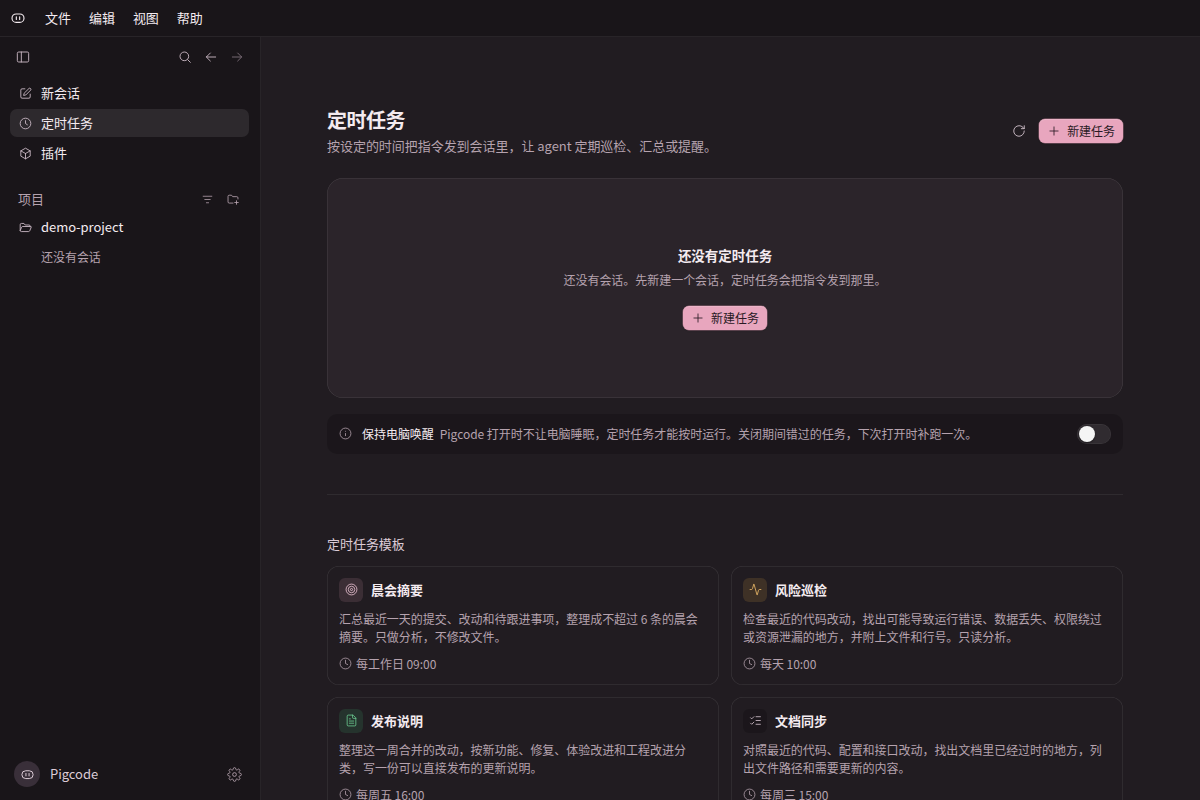 文件 编辑 视图 帮助
新会话
定时任务
插件
项目
demo-project
还没有会话
Pigcode
定时任务
按设定的时间把指令发到会话里，让 agent 定期巡检、汇总或提醒。
新建任务
还没有定时任务
还没有会话。先新建一个会话，定时任务会把指令发到那里。
新建任务
保持电脑唤醒 Pigcode 打开时不让电脑睡眠，定时任务才能按时运行。关闭期间错过的任务，下次打开时补跑一次。
定时任务模板
晨会摘要
汇总最近一天的提交、改动和待跟进事项，整理成不超过 6 条的晨会
摘要。只做分析，不修改文件。
每工作日 09:00
风险巡检
检查最近的代码改动，找出可能导致运行错误、数据丢失、权限绕过
或资源泄漏的地方，并附上文件和行号。只读分析。
每天 10:00
发布说明
整理这一周合并的改动，按新功能、修复、体验改进和工程改进分
类，写一份可以直接发布的更新说明。
每周五 16:00
文档同步
对照最近的代码、配置和接口改动，找出文档里已经过时的地方，列
出文件路径和需要更新的内容。
每周三 15:00